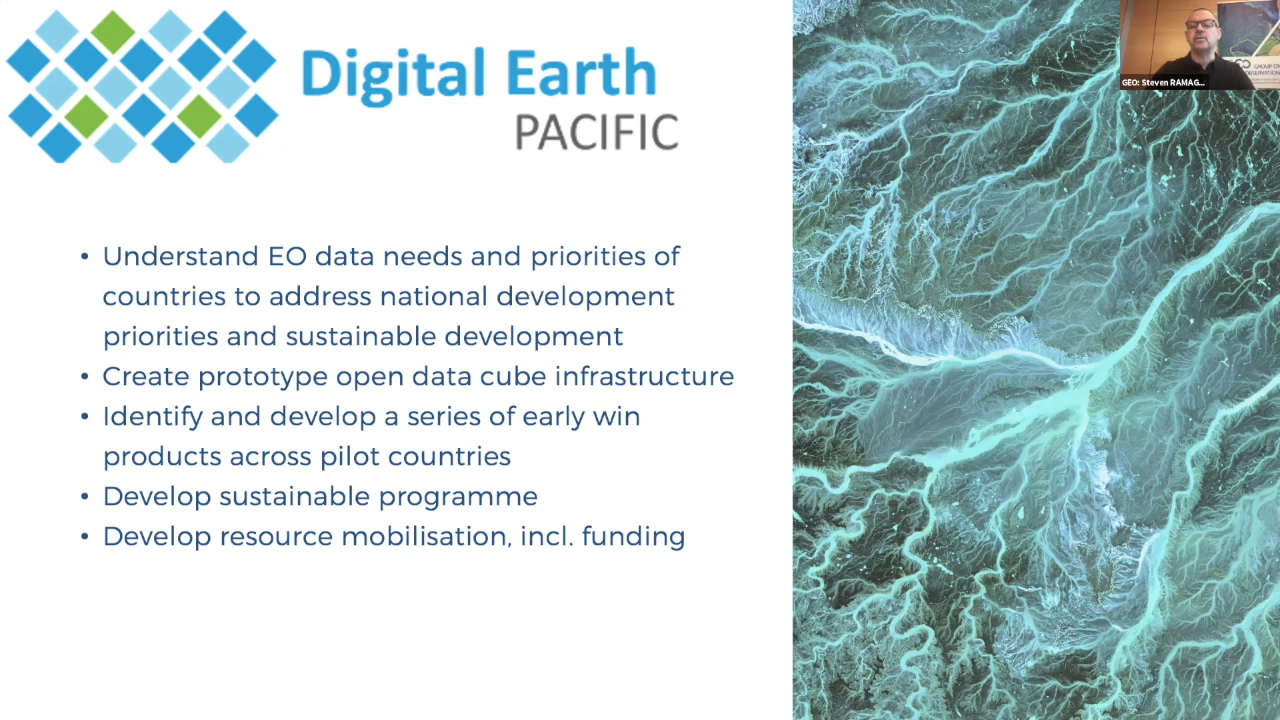 Digital Earth
PACIFIC
• Understand EO data needs and priorities of
countries to address national development
priorities and sustainable development
• Create prototype open data cube infrastructure
• Identify and develop a series of early win
products across pilot countries
• Develop sustainable programme
• Develop resource mobilisation, incl. funding
GEO: Steven RAMAG...
GROUP ON